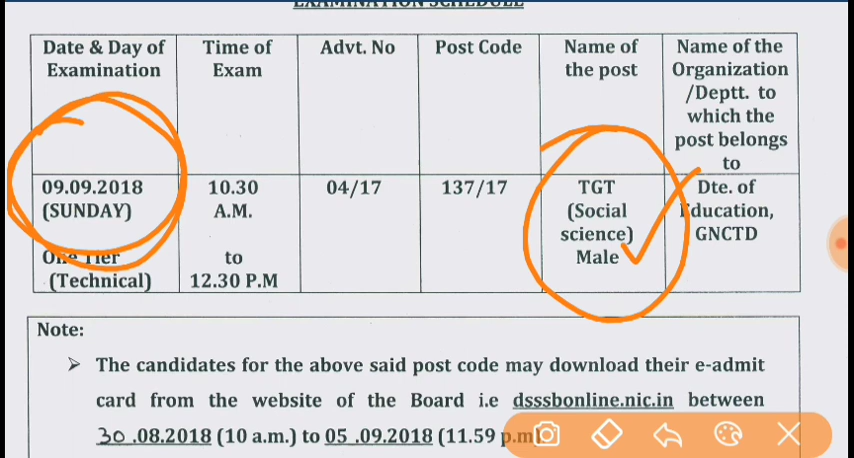 EXAMINATION SCHEDULE
Date & Day of Examination
Time of Exam
Advt. No
Post Code
Name of the post
Name of the Organization /Deptt. to which the post belongs to
09.09.2018 (SUNDAY)
One Tier (Technical)
10.30 A.M. to 12.30 P.M
04/17
137/17
TGT (Social science) Male
Dte. of Education, GNCTD
Note:
➤ The candidates for the above said post code may download their e-admit
card from the website of the Board i.e dsssbonline.nic.in between
30 .08.2018 (10 a.m.) to 05 .09.2018 (11.59 p.m